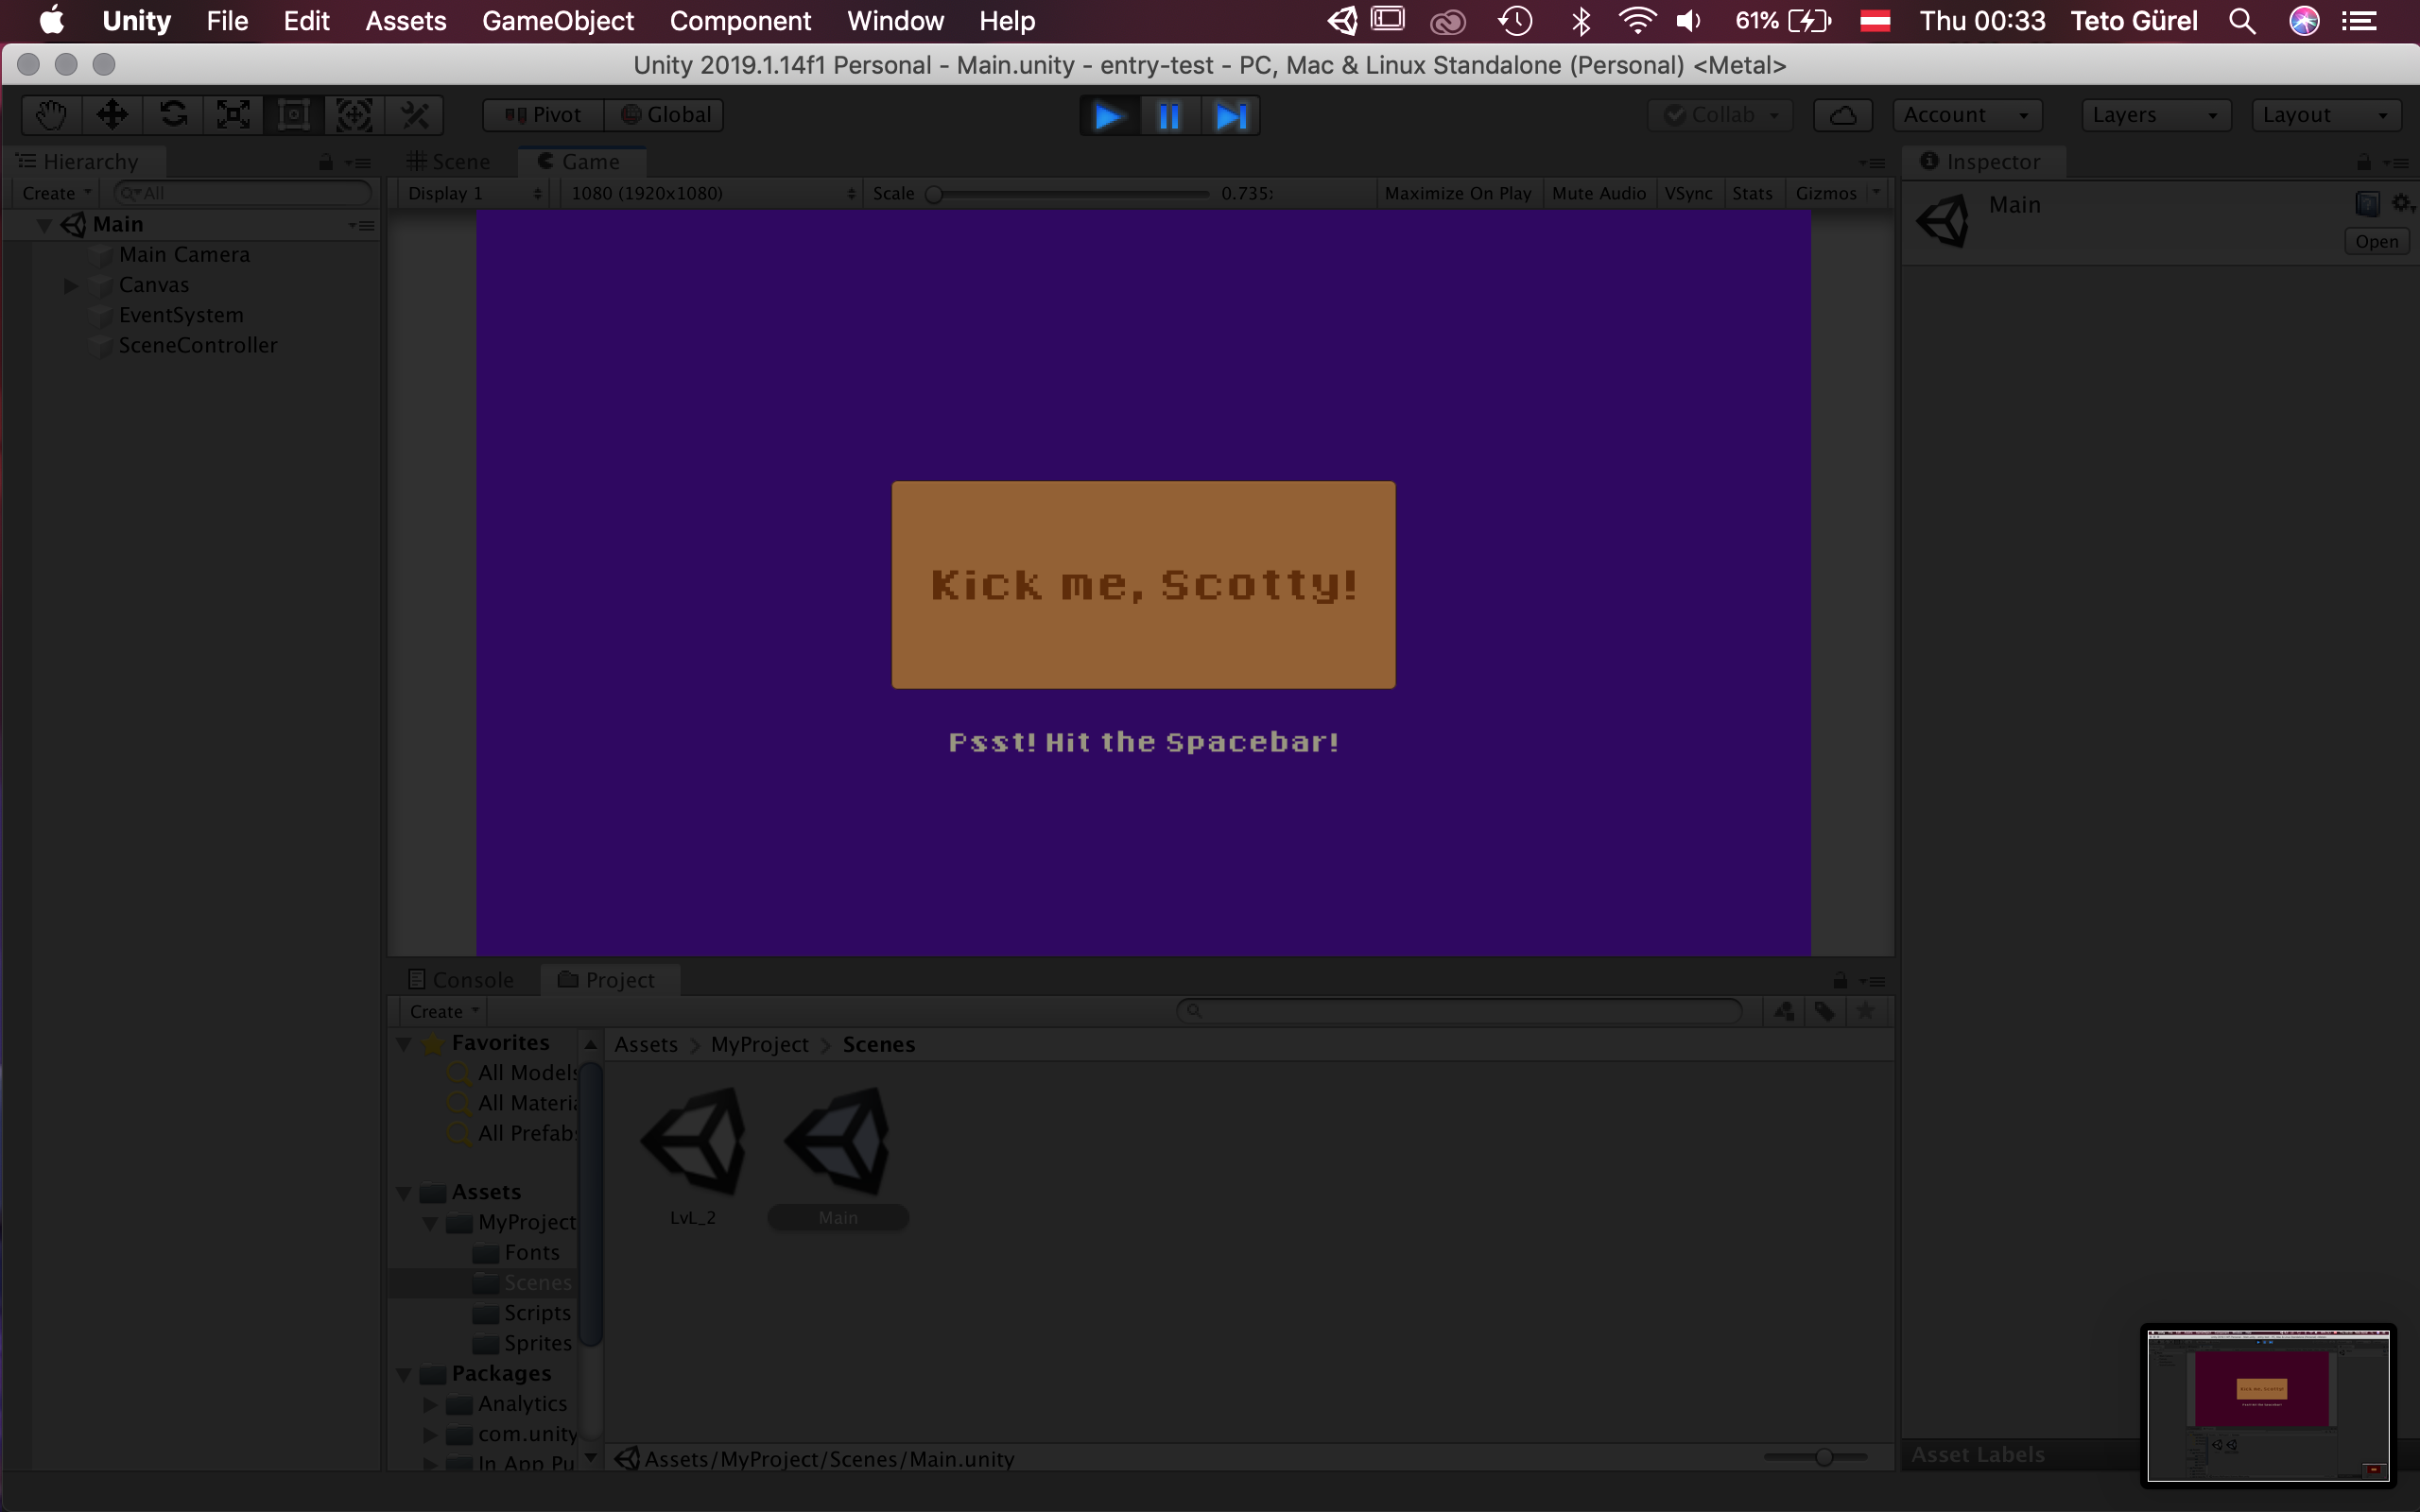 Unity File Edit Assets GameObject Component Window Help 61% Thu 00:33 Teto Gürel
Unity 2019.1.14f1 Personal - Main.unity - entry-test - PC, Mac & Linux Standalone (Personal) <Metal>
Pivot Global Collab Account Layers Layout
Hierarchy Scene Game Inspector
Create All Display 1 1080 (1920x1080) Scale 0.735 Maximize On Play Mute Audio VSync Stats Gizmos
Main
Main Camera
Canvas
EventSystem
SceneController
Main
Open
Kick me, Scotty!
Psst! Hit the Spacebar!
Console Project
Create
Favorites
All Models
All Materia
All Prefabs
Assets
MyProject
Fonts
Scenes
Scripts
Sprites
Packages
Analytics
com.unity
In App Pu
Assets MyProject Scenes
LvL_2 Main
Assets/MyProject/Scenes/Main.unity
Asset Labels